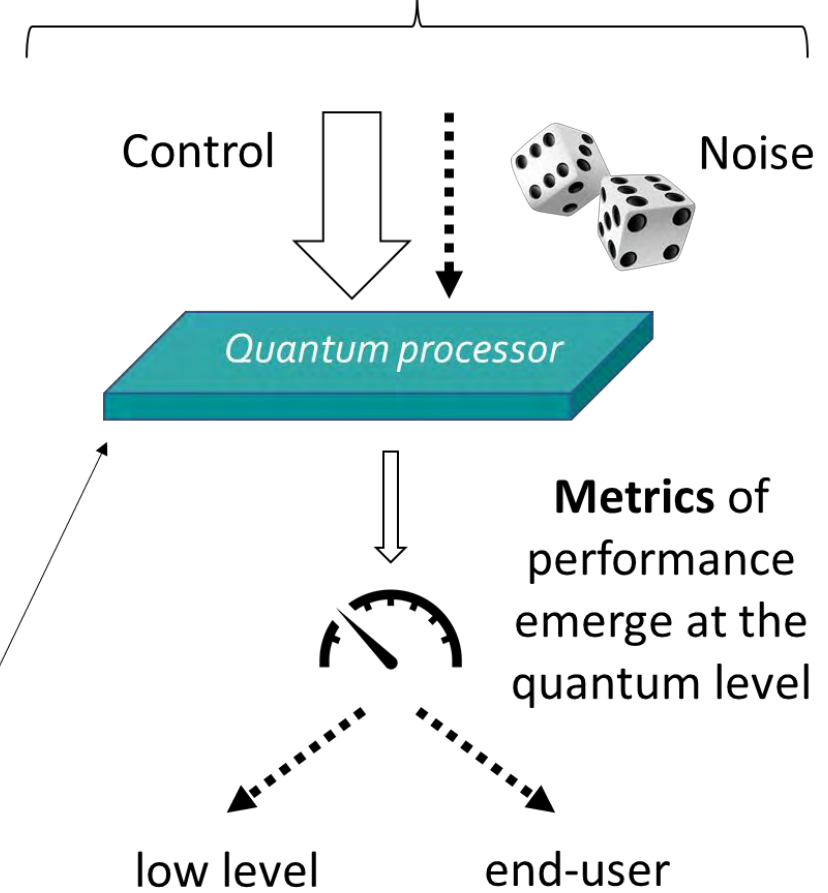 Control
Noise
Quantum processor
Metrics of
performance
emerge at the
quantum level
low level
end-user